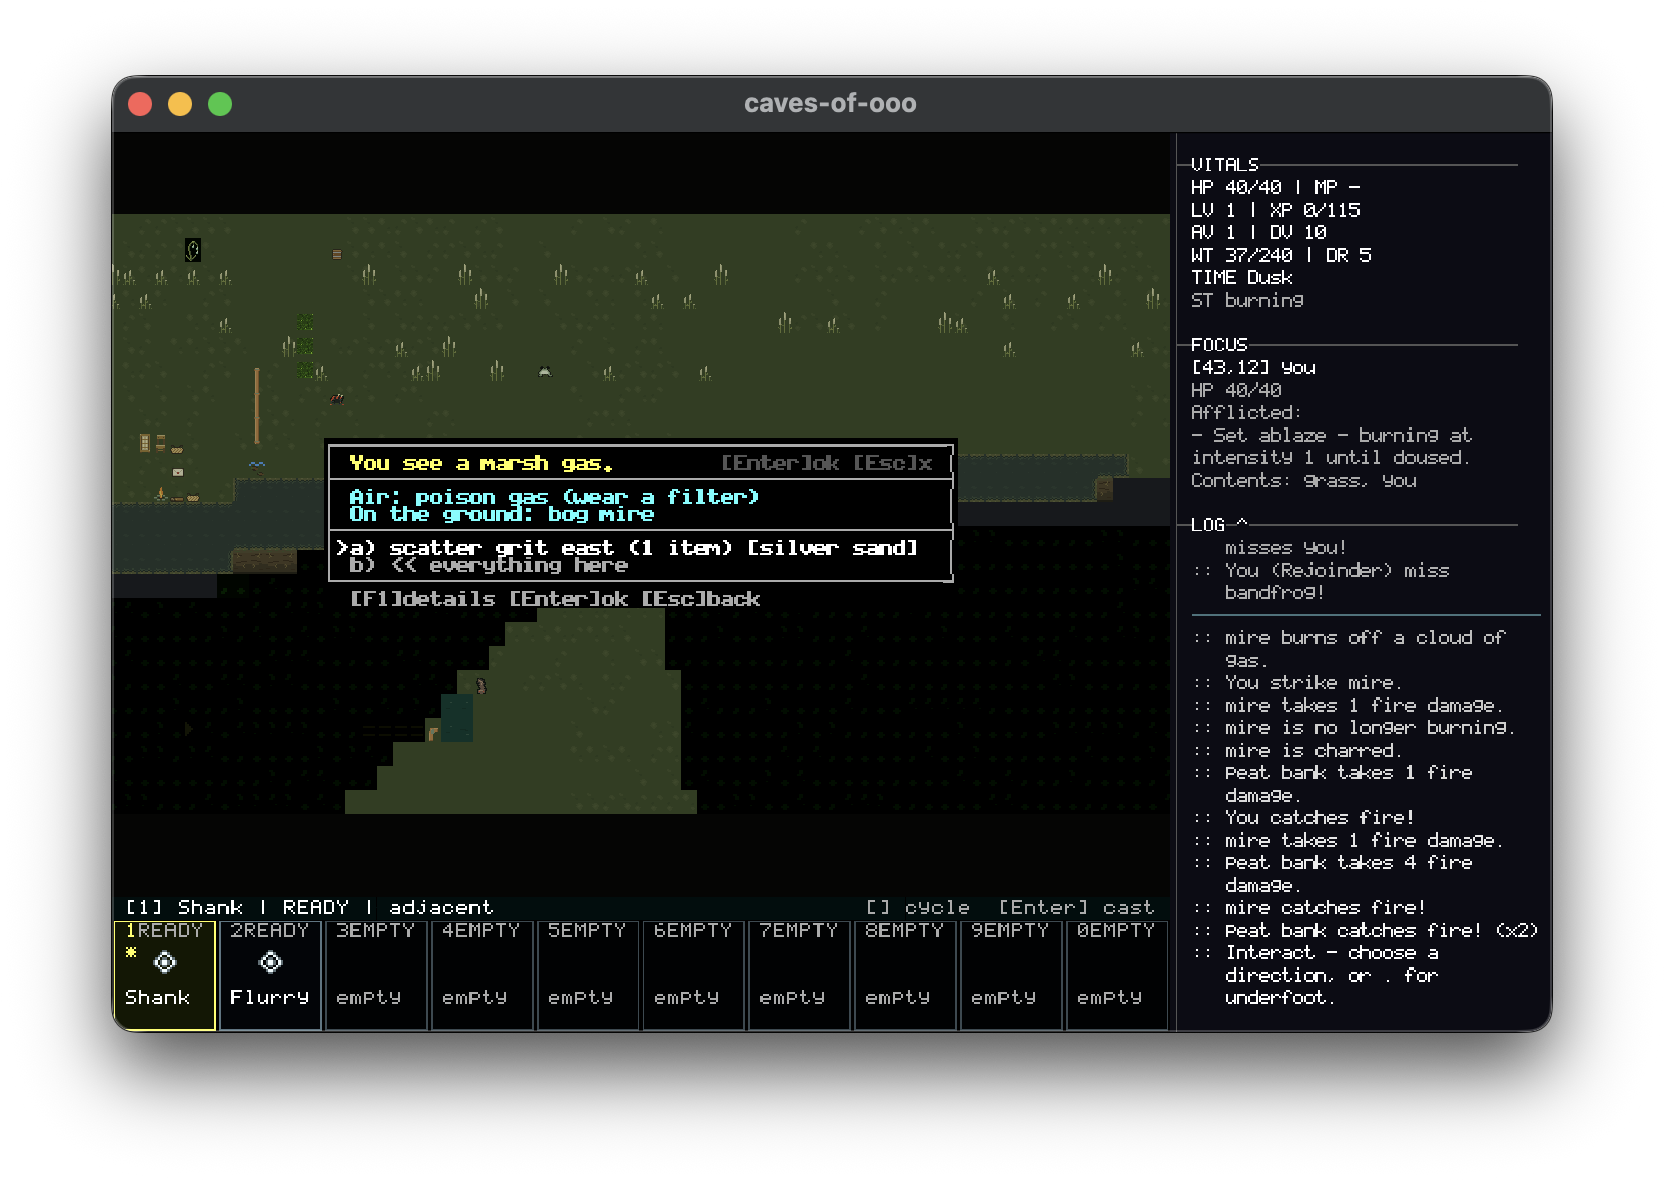 caves-of-ooo
VITALS
HP 40/40 | MP -
LV 1 | XP 0/115
AV 1 | DV 10
WT 37/240 | DR 5
TIME Dusk
ST burning
FOCUS
[43,12] you
HP 40/40
Afflicted:
- Set ablaze - burning at
intensity 1 until doused.
Contents: grass, you
LOG ^
misses you!
:: You (Rejoinder) miss
bandfrog!
:: mire burns off a cloud of
gas.
:: You strike mire.
:: mire takes 1 fire damage.
:: mire is no longer burning.
:: mire is charred.
:: Peat bank takes 1 fire
damage.
:: You catches fire!
:: mire takes 1 fire damage.
:: Peat bank takes 4 fire
damage.
:: mire catches fire!
:: Peat bank catches fire! (x2)
:: Interact - choose a
direction, or . for
underfoot.
You see a marsh gas. [Enter]ok [Esc]x
Air: poison gas (wear a filter)
On the ground: bog mire
>a) scatter grit east (1 item) [silver sand]
b) << everything here
[F1]details [Enter]ok [Esc]back
[1] Shank | READY | adjacent [] cycle [Enter] cast
1READY 2READY 3EMPTY 4EMPTY 5EMPTY 6EMPTY 7EMPTY 8EMPTY 9EMPTY 0EMPTY
Shank Flurry empty empty empty empty empty empty empty empty